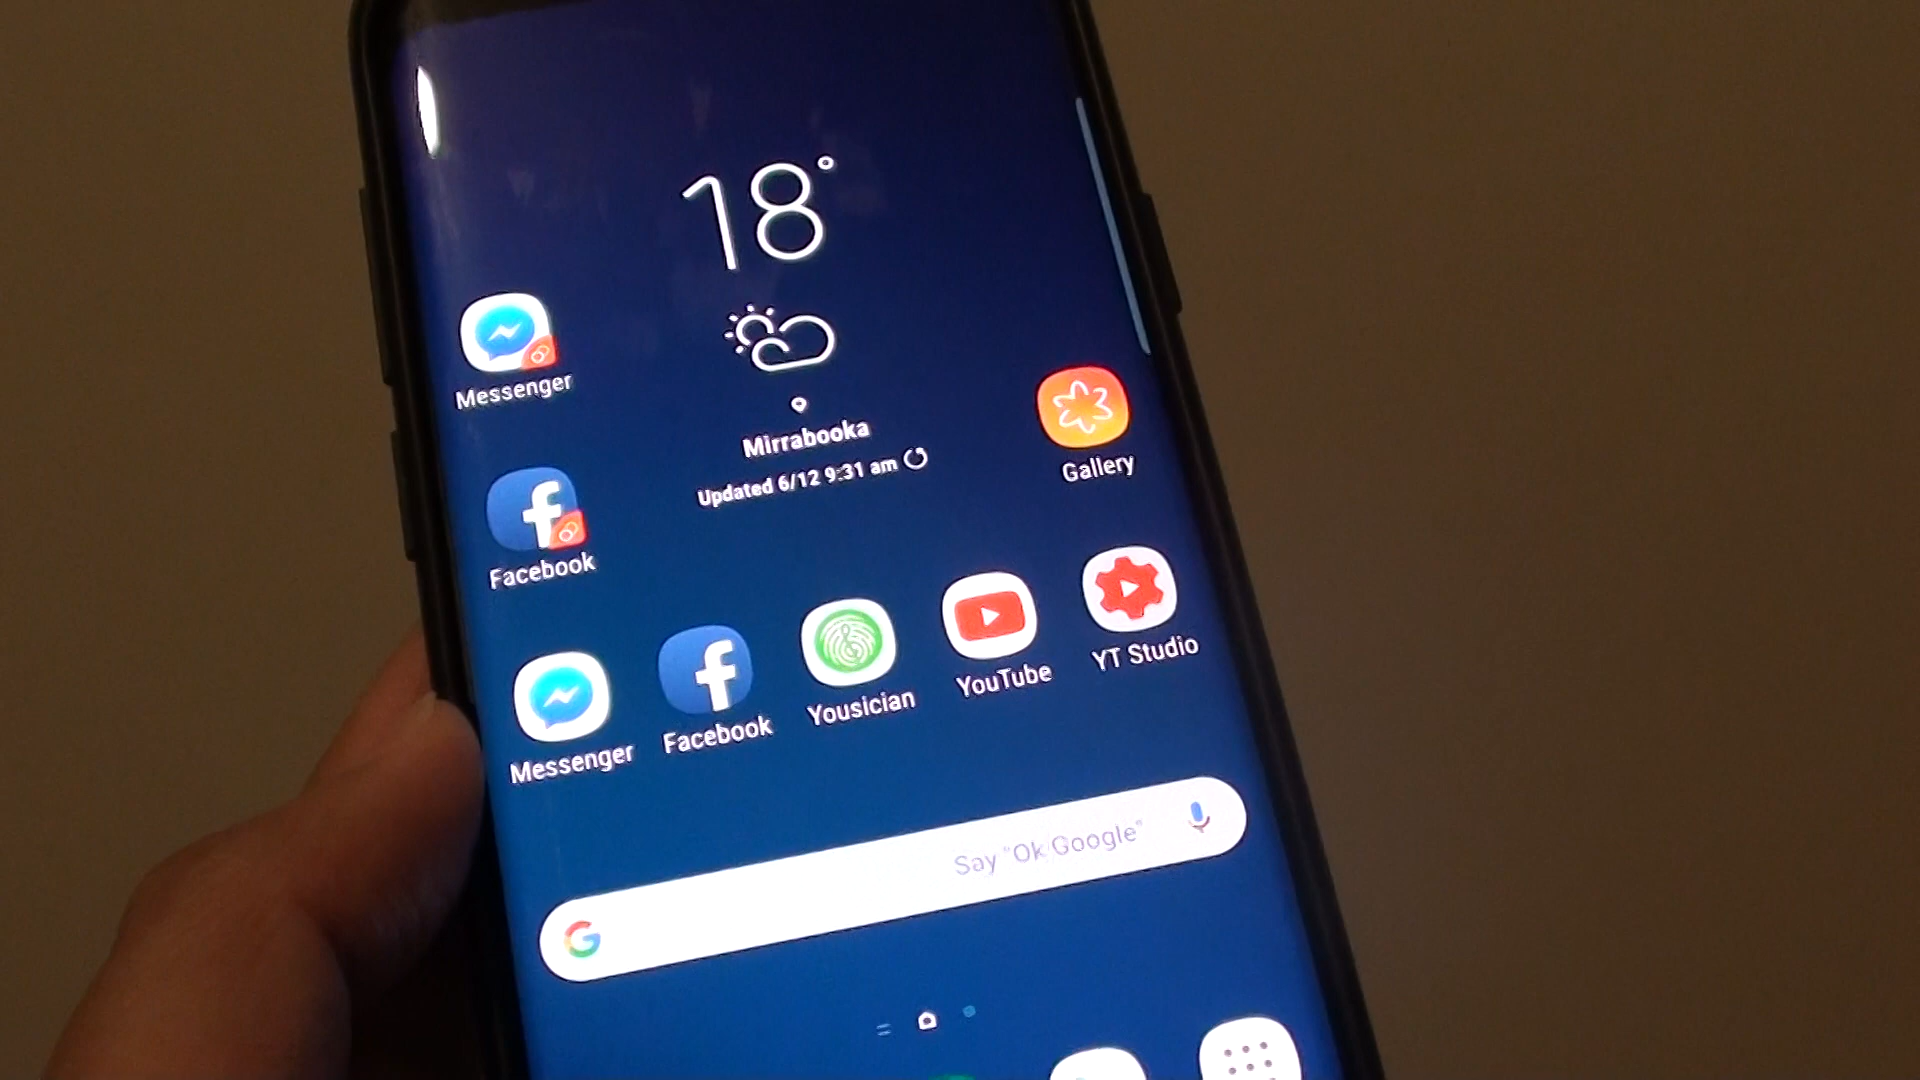 18°
Messenger
Mirrabooka
Updated 6/12 9:31 am
Gallery
Facebook
Messenger
Facebook
Yousician
YouTube
YT Studio
Say "Ok Google"